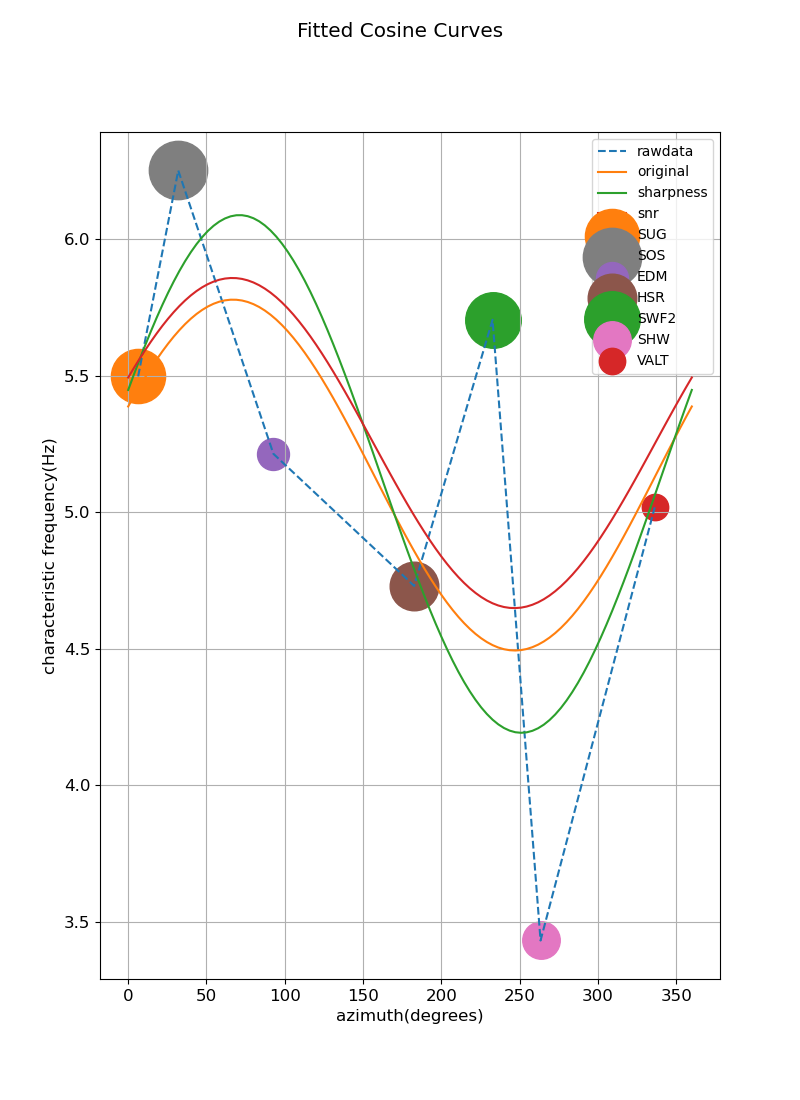 Fitted Cosine Curves
rawdata
original
sharpness
snr
SUG
SOS
EDM
HSR
SWF2
SHW
VALT
characteristic frequency(Hz)
6.0
5.5
5.0
4.5
4.0
3.5
0 50 100 150 200 250 300 350
azimuth(degrees)